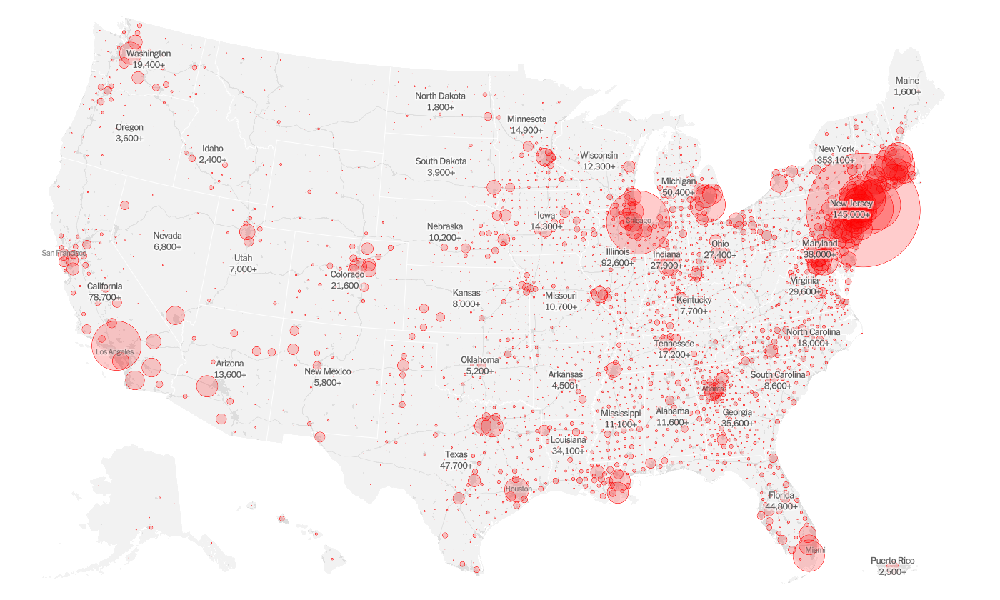 Washington
19,400+
Maine
1,600+
North Dakota
1,800+
Minnesota
14,900+
Oregon
3,600+
Idaho
2,400+
South Dakota
3,900+
Wisconsin
12,300+
New York
353,100+
Michigan
50,400+
New Jersey
145,000+
Iowa
14,300+
Chicago
Nebraska
10,200+
Nevada
6,800+
San Francisco
Utah
7,000+
Illinois
92,600+
Indiana
27,900+
Ohio
27,400+
Maryland
38,000+
Colorado
21,600+
California
78,700+
Kansas
8,000+
Missouri
10,700+
Kentucky
7,700+
Virginia
29,600+
North Carolina
18,000+
Tennessee
17,200+
Los Angeles
Arizona
13,600+
New Mexico
5,800+
Oklahoma
5,200+
Arkansas
4,500+
South Carolina
8,600+
Atlanta
Mississippi
11,100+
Alabama
11,600+
Georgia
35,600+
Louisiana
34,100+
Texas
47,700+
Houston
Florida
44,800+
Miami
Puerto Rico
2,500+